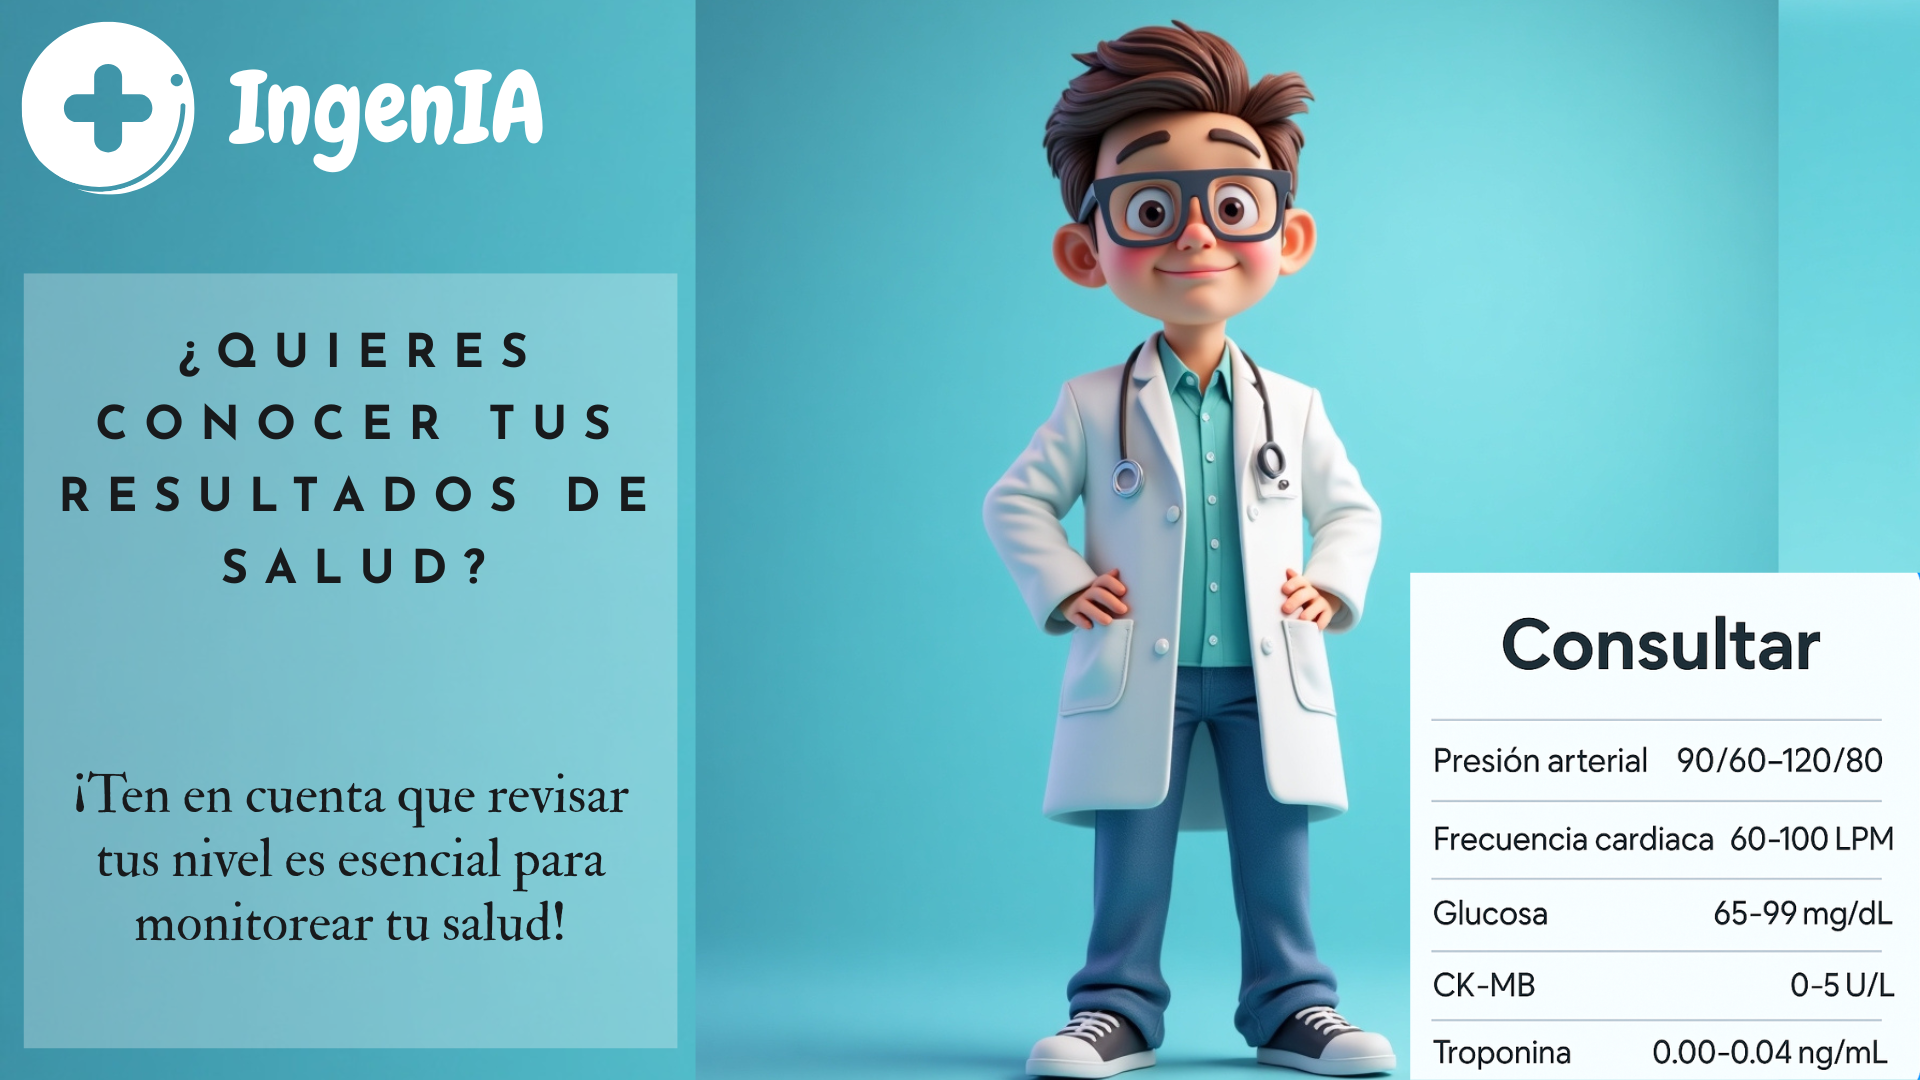 IngenIA
¿QUIERES
CONOCER TUS
RESULTADOS DE
SALUD?
¡Ten en cuenta que revisar
tus nivel es esencial para
monitorear tu salud!
Consultar
Presión arterial 90/60–120/80
Frecuencia cardiaca 60-100 LPM
Glucosa 65-99 mg/dL
CK-MB 0-5 U/L
Troponina 0.00-0.04 ng/mL